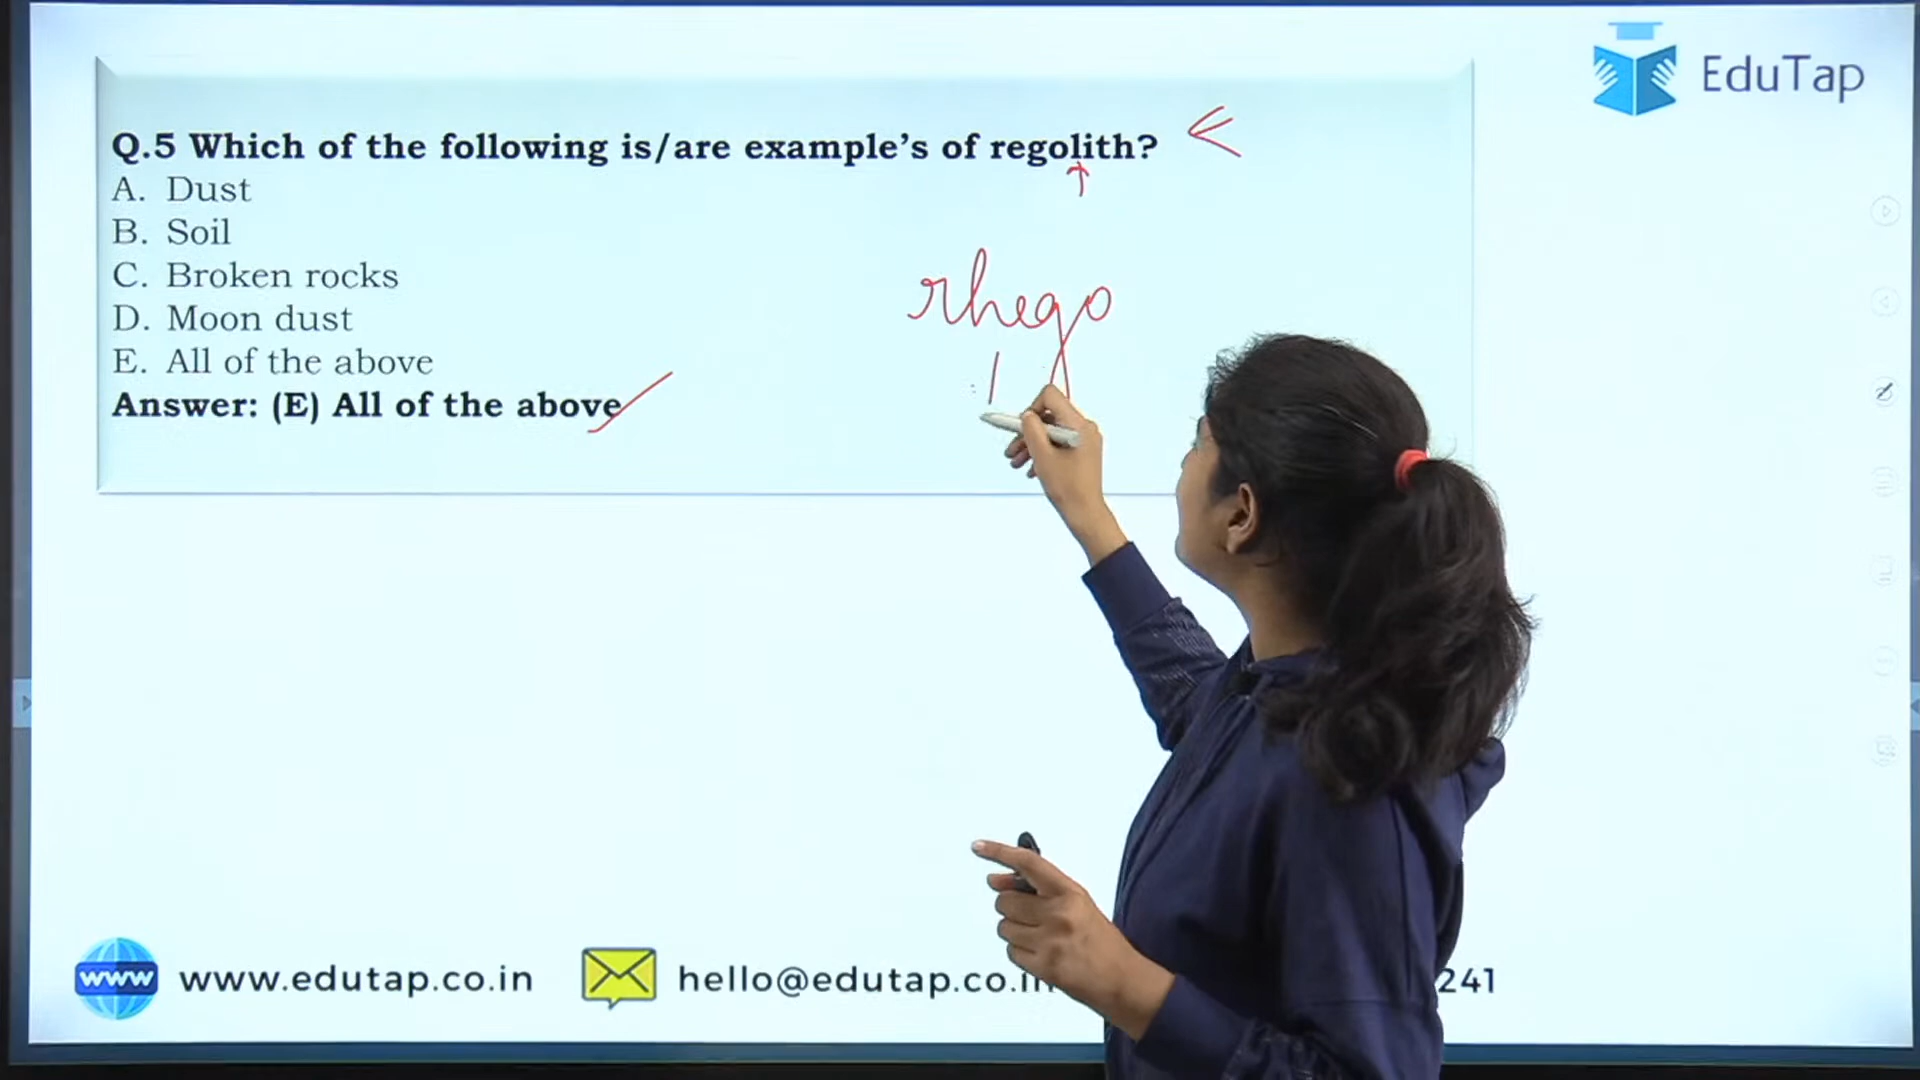 EduTap
Q.5 Which of the following is/are example's of regolith?
A. Dust
B. Soil
C. Broken rocks
D. Moon dust
E. All of the above
Answer: (E) All of the above
rhego
www www.edutap.co.in hello@edutap.co.in 241